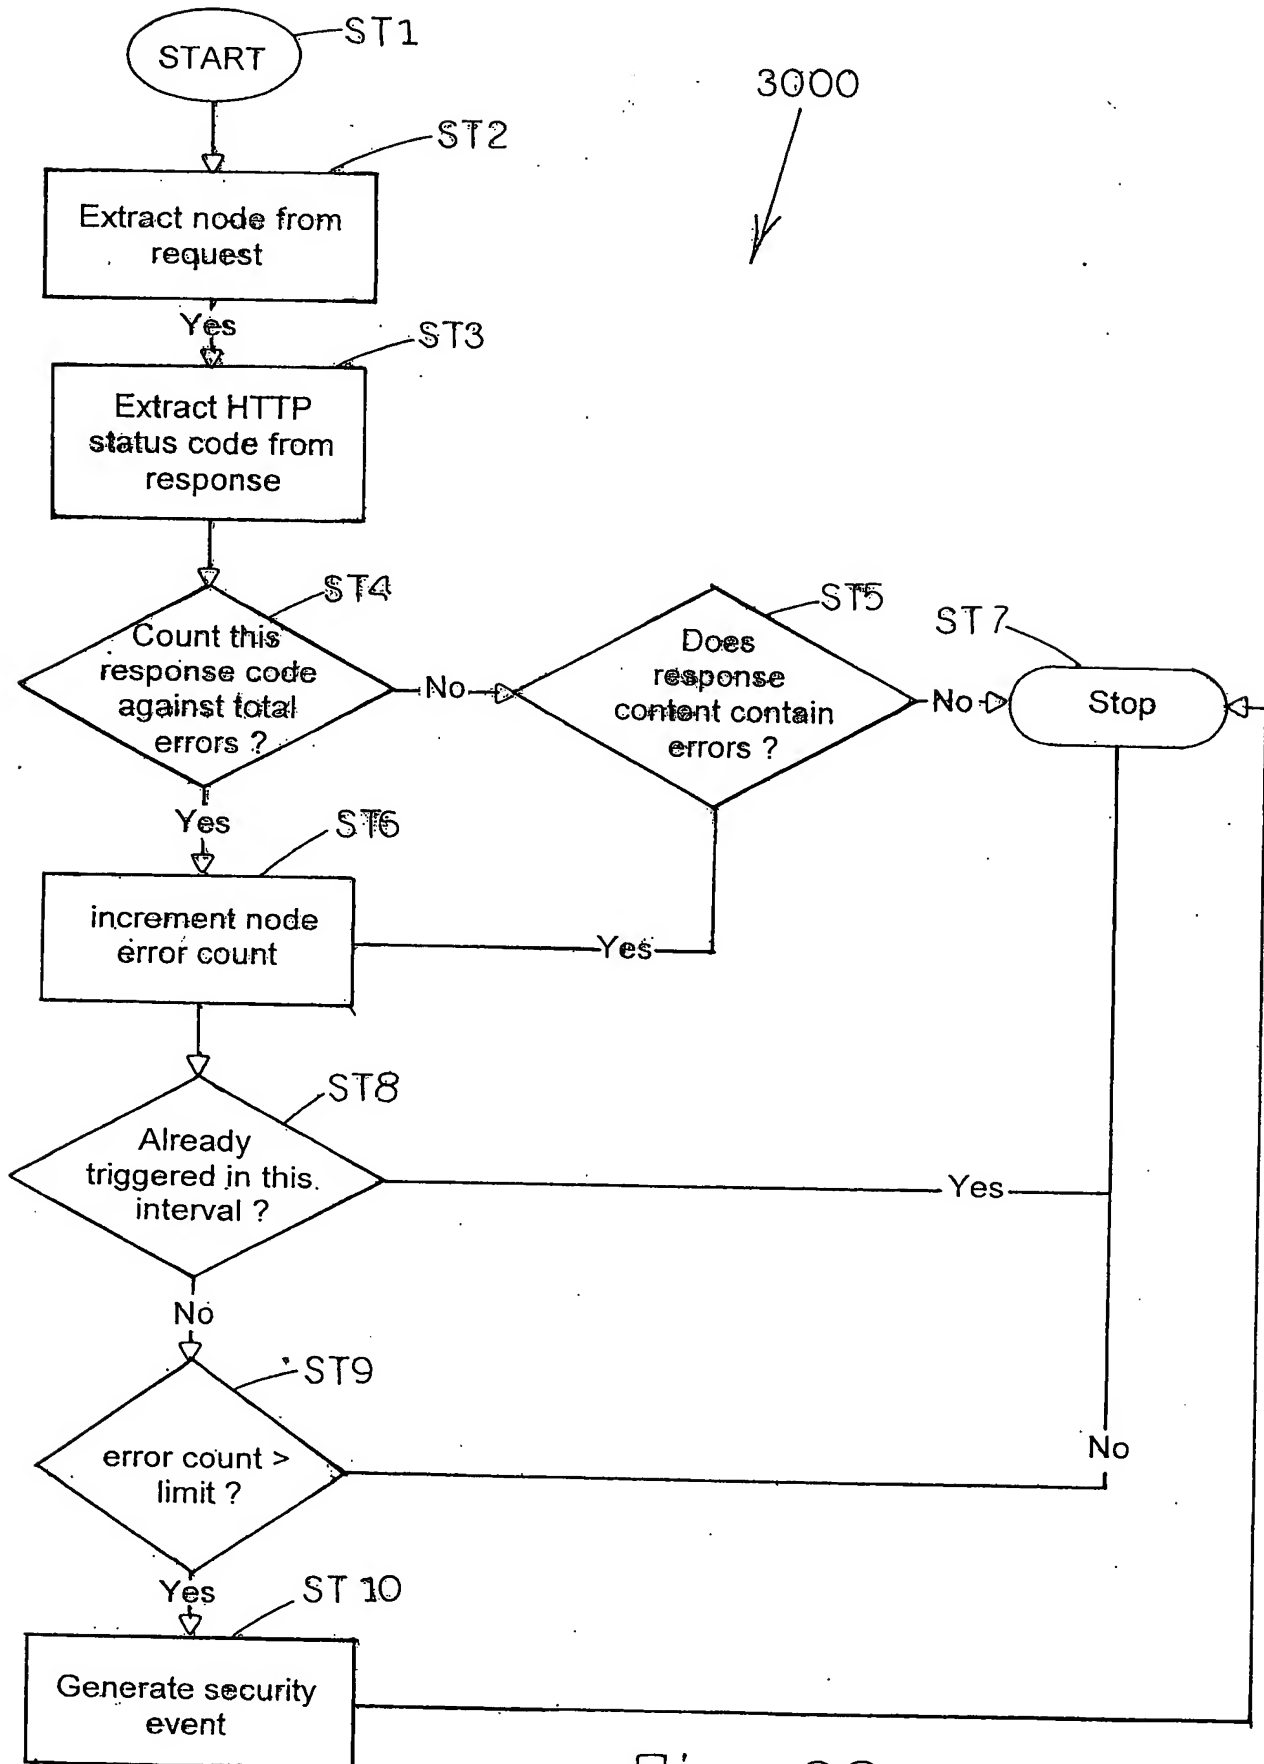 START
ST1
3000
ST2
Extract node from
request
Yes
ST3
Extract HTTP
status code from
response
ST4
Count this
response code
against total
errors ?
No
ST5
Does
response
content contain
errors ?
No
ST7
Stop
Yes
ST6
increment node
error count
Yes
ST8
Already
triggered in this
interval ?
Yes
No
ST9
error count >
limit ?
No
Yes
ST 10
Generate security
event